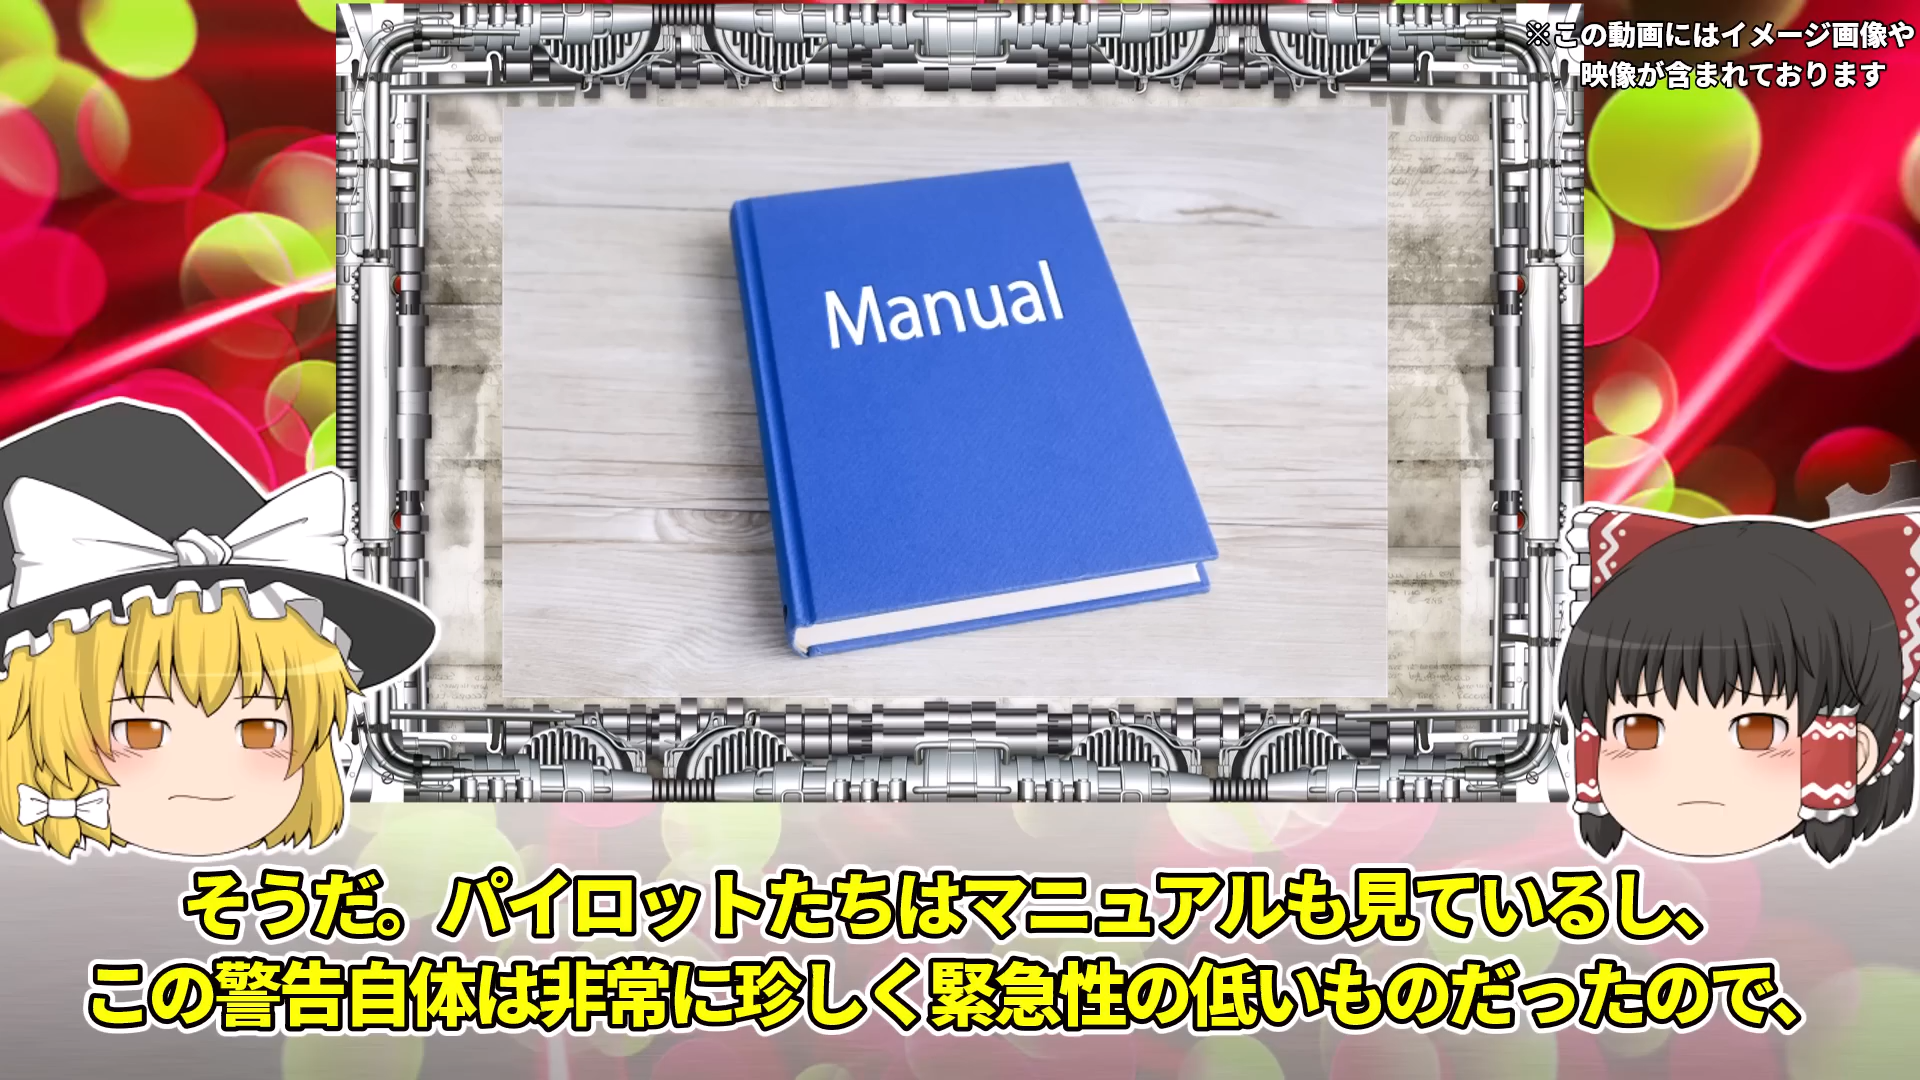 ※この動画にはイメージ画像や
映像が含まれております
Manual
そうだ。パイロットたちはマニュアルも見ているし、
この警告自体は非常に珍しく緊急性の低いものだったので、